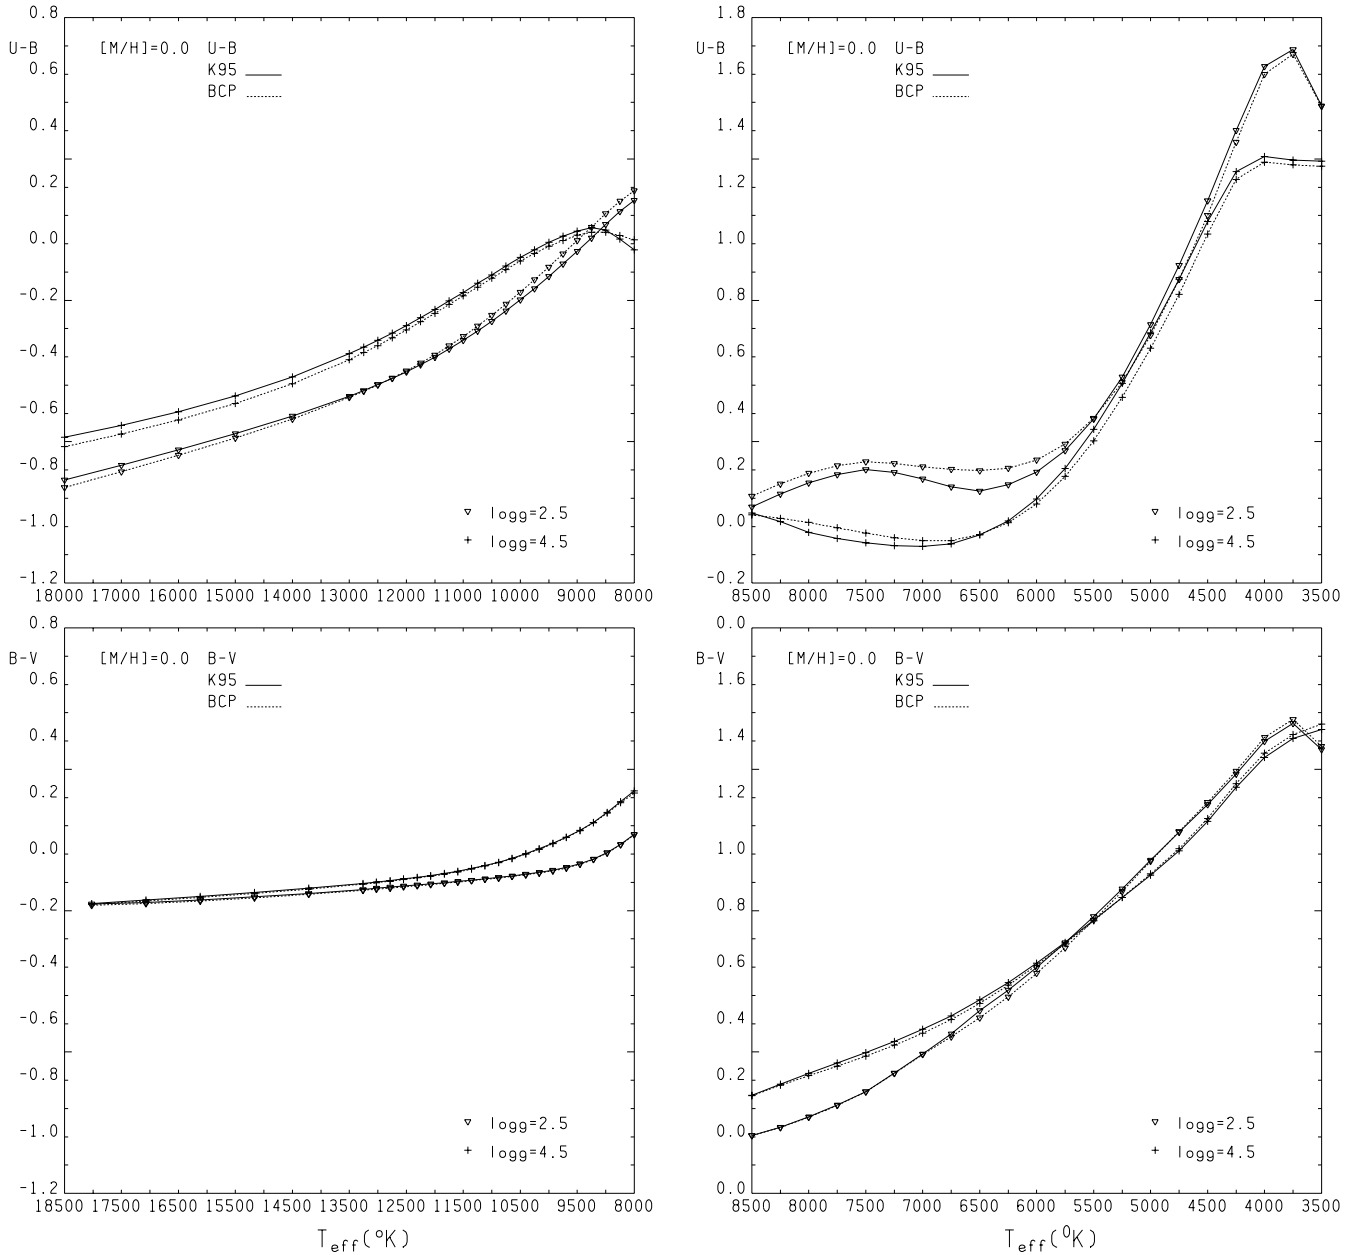 0.8
U-B
[M/H]=0.0 U-B
0.6
K95
BCP
0.4
0.2
0.0
-0.2
-0.4
-0.6
-0.8
logg=2.5
-1.0
logg=4.5
-1.2
18000 17000 16000 15000 14000 13000 12000 11000 10000 9000 8000
1.8
U-B
[M/H]=0.0 U-B
1.6
K95
BCP
1.4
1.2
1.0
0.8
0.6
0.4
0.2
logg=2.5
0.0
logg=4.5
-0.2
8500 8000 7500 7000 6500 6000 5500 5000 4500 4000 3500
0.8
B-V
[M/H]=0.0 B-V
0.6
K95
BCP
0.4
0.2
0.0
-0.2
-0.4
-0.6
-0.8
logg=2.5
-1.0
logg=4.5
-1.2
18500 17500 16500 15500 14500 13500 12500 11500 10500 9500 8000
Teff(°K)
0.0
B-V
[M/H]=0.0 B-V
1.6
K95
BCP
1.4
1.2
1.0
0.8
0.6
0.4
0.2
logg=2.5
0.0
logg=4.5
0.0
8500 8000 7500 7000 6500 6000 5500 5000 4500 4000 3500
Teff(⁰K)